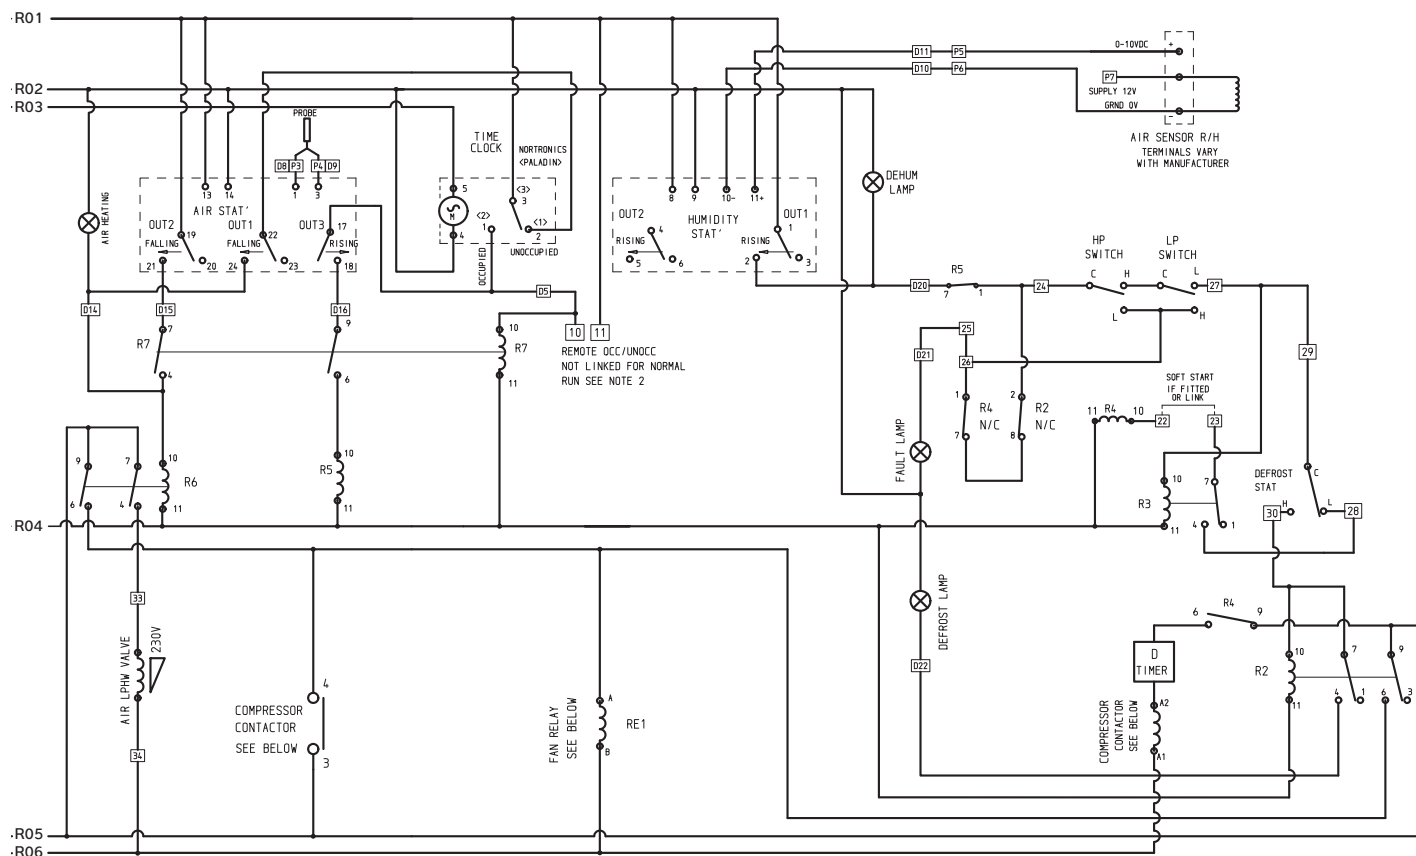 R01
0-10VDC
+
D11
P5
D10
P6
P7
SUPPLY 12V
GRND 0V
-
AIR SENSOR R/H
TERMINALS VARY
WITH MANUFACTURER
R02
R03
PROBE
D8
P3
P4
D9
TIME
CLOCK
NORTRONICS
<PALADIN>
13
14
1
3
AIR STAT'
OUT2
OUT1
OUT3
19
22
17
FALLING
FALLING
RISING
21
20
24
23
18
AIR HEATING
5
M
4
<3>
3
<2>
1
<1>
2
UNOCCUPIED
OCCUPIED
8
9
10-
11+
OUT2
HUMIDITY
STAT'
OUT1
4
1
RISING
RISING
5
6
2
3
DEHUM
LAMP
HP
SWITCH
LP
SWITCH
C
H
C
L
L
H
D20
R5
7
1
24
27
D14
D15
D16
D5
7
R7
4
9
6
10
R7
11
10
11
REMOTE OCC/UNOCC
NOT LINKED FOR NORMAL
RUN SEE NOTE 2
25
D21
26
29
1
R4
N/C
7
2
R2
N/C
8
SOFT START
IF FITTED
OR LINK
11
R4
10
22
23
FAULT LAMP
9
7
10
R6
6
4
11
10
R5
11
10
R3
11
7
4
1
DEFROST
STAT
C
H
L
30
28
R04
33
AIR LPHW VALVE
230V
34
4
COMPRESSOR
CONTACTOR
SEE BELOW
3
FAN RELAY
SEE BELOW
A
RE1
B
DEFROST LAMP
D22
6
R4
9
D
TIMER
COMPRESSOR
CONTACTOR
SEE BELOW
A2
A1
10
R2
11
7
4
1
9
6
3
R05
R06